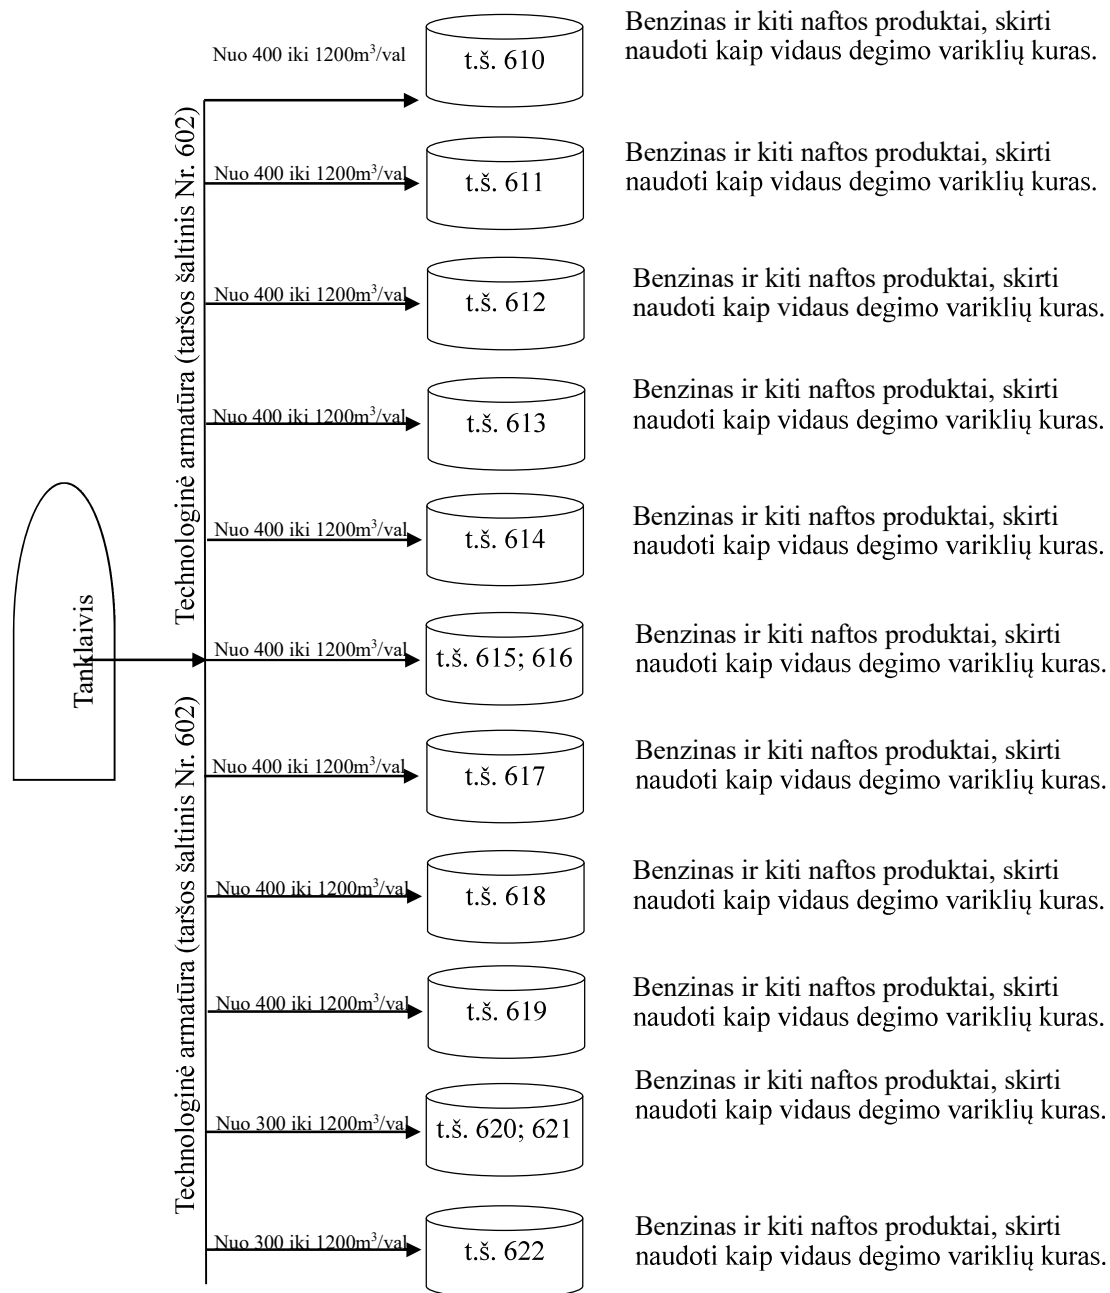 Nuo 400 iki 1200m³/val
t.š. 610
Benzinas ir kiti naftos produktai, skirti
naudoti kaip vidaus degimo variklių kuras.
Nuo 400 iki 1200m³/val
t.š. 611
Benzinas ir kiti naftos produktai, skirti
naudoti kaip vidaus degimo variklių kuras.
Nuo 400 iki 1200m³/val
t.š. 612
Benzinas ir kiti naftos produktai, skirti
naudoti kaip vidaus degimo variklių kuras.
Nuo 400 iki 1200m³/val
t.š. 613
Benzinas ir kiti naftos produktai, skirti
naudoti kaip vidaus degimo variklių kuras.
Technologinė armatūra (taršos šaltinis Nr. 602)
Nuo 400 iki 1200m³/val
t.š. 614
Benzinas ir kiti naftos produktai, skirti
naudoti kaip vidaus degimo variklių kuras.
Tanklaivis
Nuo 400 iki 1200m³/val
t.š. 615; 616
Benzinas ir kiti naftos produktai, skirti
naudoti kaip vidaus degimo variklių kuras.
Nuo 400 iki 1200m³/val
t.š. 617
Benzinas ir kiti naftos produktai, skirti
naudoti kaip vidaus degimo variklių kuras.
Technologinė armatūra (taršos šaltinis Nr. 602)
Nuo 400 iki 1200m³/val
t.š. 618
Benzinas ir kiti naftos produktai, skirti
naudoti kaip vidaus degimo variklių kuras.
Nuo 400 iki 1200m³/val
t.š. 619
Benzinas ir kiti naftos produktai, skirti
naudoti kaip vidaus degimo variklių kuras.
Nuo 300 iki 1200m³/val
t.š. 620; 621
Benzinas ir kiti naftos produktai, skirti
naudoti kaip vidaus degimo variklių kuras.
Nuo 300 iki 1200m³/val
t.š. 622
Benzinas ir kiti naftos produktai, skirti
naudoti kaip vidaus degimo variklių kuras.